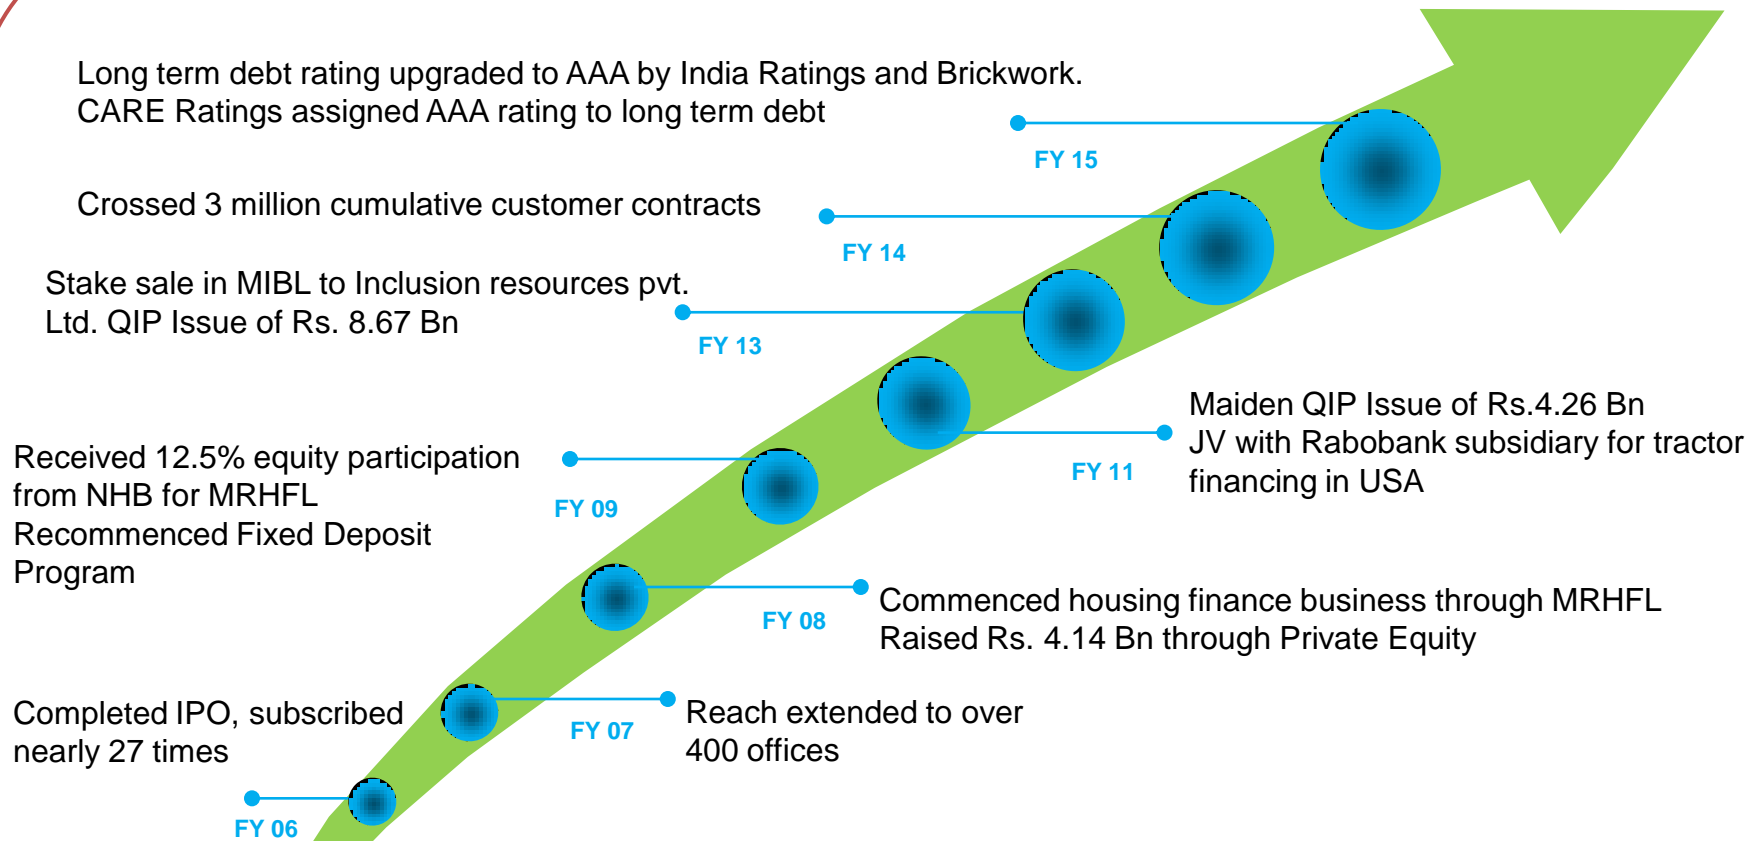 Long term debt rating upgraded to AAA by India Ratings and Brickwork.
CARE Ratings assigned AAA rating to long term debt
FY 15
Crossed 3 million cumulative customer contracts
FY 14
Stake sale in MIBL to Inclusion resources pvt.
Ltd. QIP Issue of Rs. 8.67 Bn
FY 13
Maiden QIP Issue of Rs.4.26 Bn
JV with Rabobank subsidiary for tractor
financing in USA
FY 11
Received 12.5% equity participation
from NHB for MRHFL
Recommenced Fixed Deposit
Program
FY 09
Commenced housing finance business through MRHFL
Raised Rs. 4.14 Bn through Private Equity
FY 08
Reach extended to over
400 offices
FY 07
Completed IPO, subscribed
nearly 27 times
FY 06